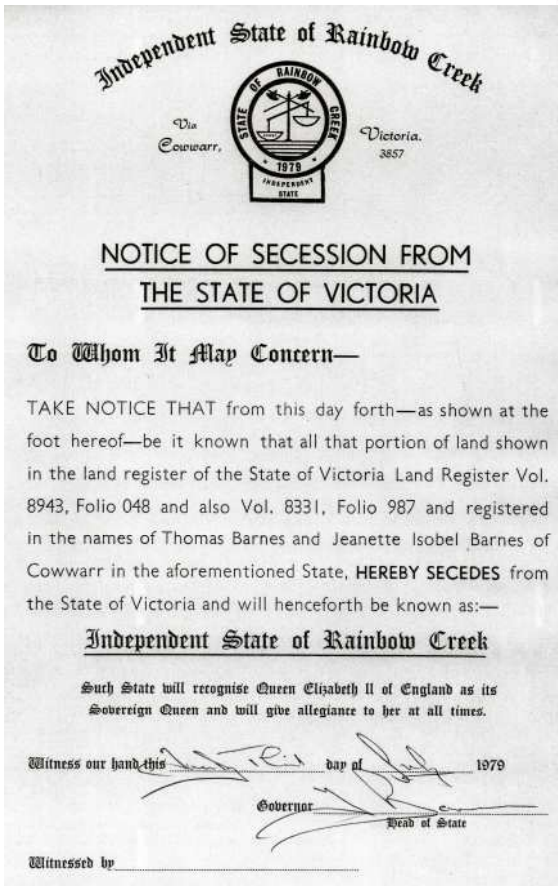 Independent State of Rainbow Creek
Via
Cowwarr,
STATE OF RAINBOW CREEK
1979
INDEPENDENT
STATE
Victoria.
3857
NOTICE OF SECESSION FROM
THE STATE OF VICTORIA
To Whom It May Concern—
TAKE NOTICE THAT from this day forth—as shown at the
foot hereof—be it known that all that portion of land shown
in the land register of the State of Victoria Land Register Vol.
8943, Folio 048 and also Vol. 8331, Folio 987 and registered
in the names of Thomas Barnes and Jeanette Isobel Barnes of
Cowwarr in the aforementioned State, HEREBY SECEDES from
the State of Victoria and will henceforth be known as:—
Independent State of Rainbow Creek
Such State will recognise Queen Elizabeth II of England as its
Sovereign Queen and will give allegiance to her at all times.
Witness our hand this day of July 1979
Governor
Head of State
Witnessed by